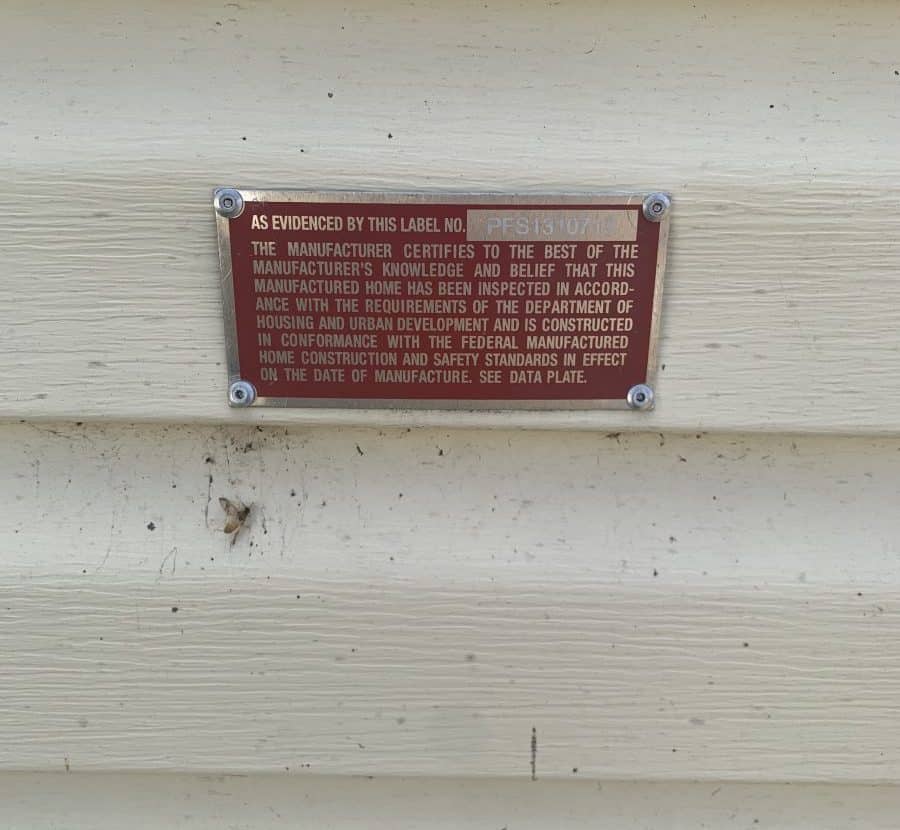 AS EVIDENCED BY THIS LABEL NO.
THE MANUFACTURER CERTIFIES TO THE BEST OF THE
MANUFACTURER'S KNOWLEDGE AND BELIEF THAT THIS
MANUFACTURED HOME HAS BEEN INSPECTED IN ACCORD-
ANCE WITH THE REQUIREMENTS OF THE DEPARTMENT OF
HOUSING AND URBAN DEVELOPMENT AND IS CONSTRUCTED
IN CONFORMANCE WITH THE FEDERAL MANUFACTURED
HOME CONSTRUCTION AND SAFETY STANDARDS IN EFFECT
ON THE DATE OF MANUFACTURE. SEE DATA PLATE.